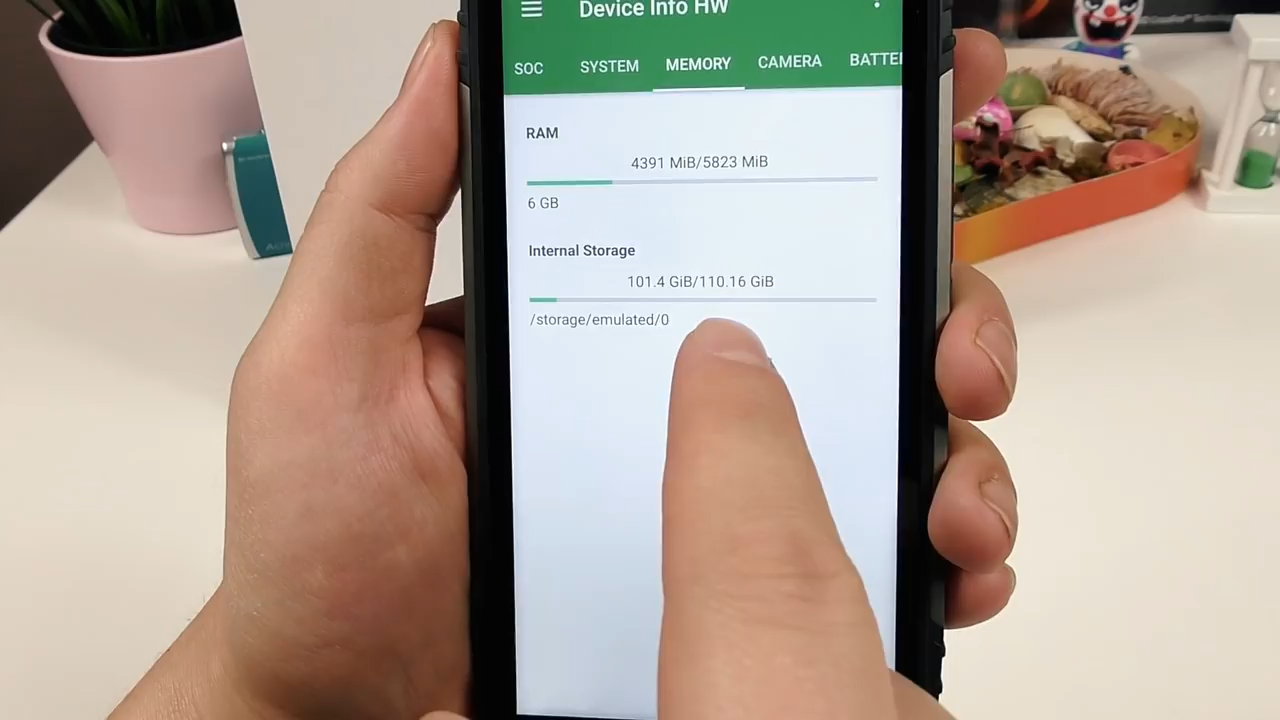 Device Info HW
SOC SYSTEM MEMORY CAMERA BATTE
RAM
4391 MiB/5823 MiB
6 GB
Internal Storage
101.4 GiB/110.16 GiB
/storage/emulated/0